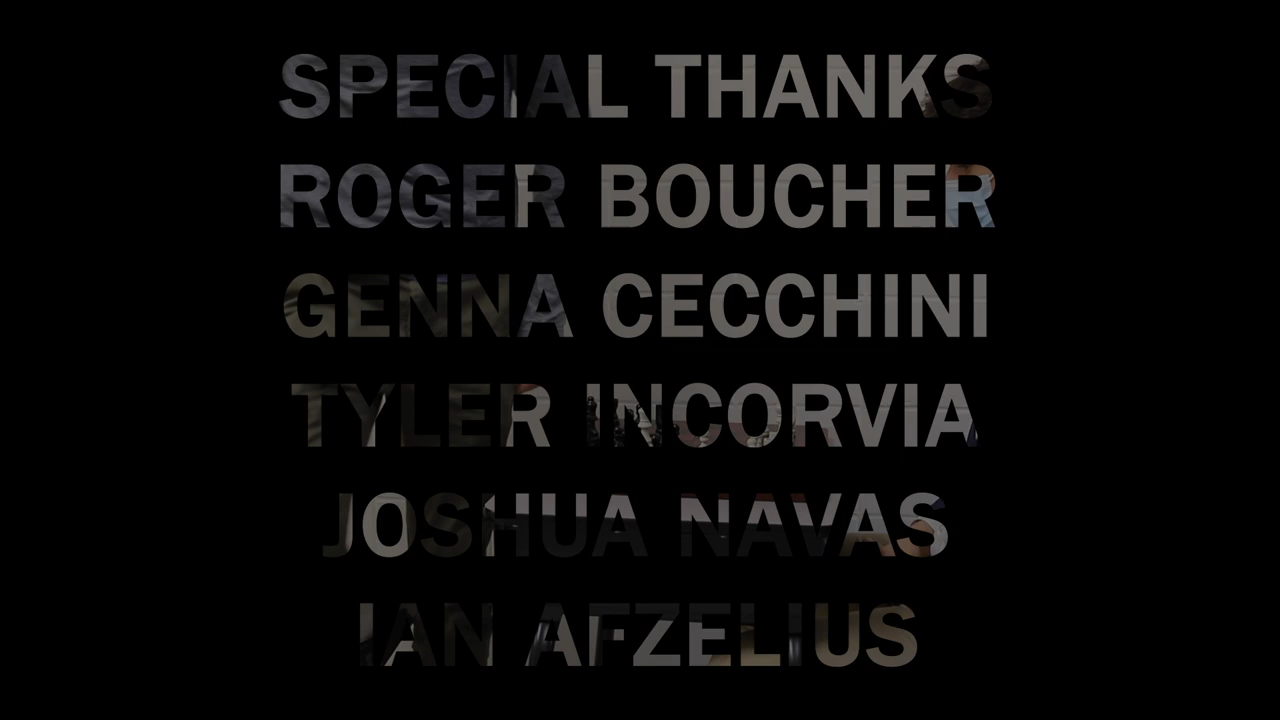 SPECIAL THANKS
ROGER BOUCHER
GENNA CECCHINI
TYLER INCORVIA
JOSHUA NAVAS
IAN AFZELIUS